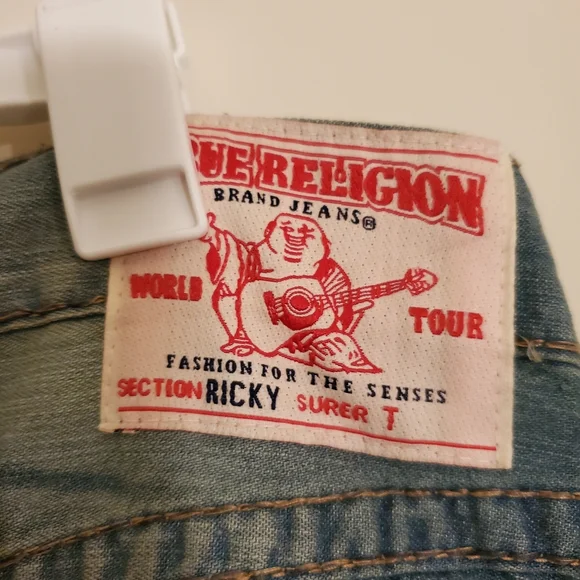 UE RELIGION
BRAND JEANS®
WORLD TOUR
FASHION FOR THE SENSES
SECTION RICKY SURER T